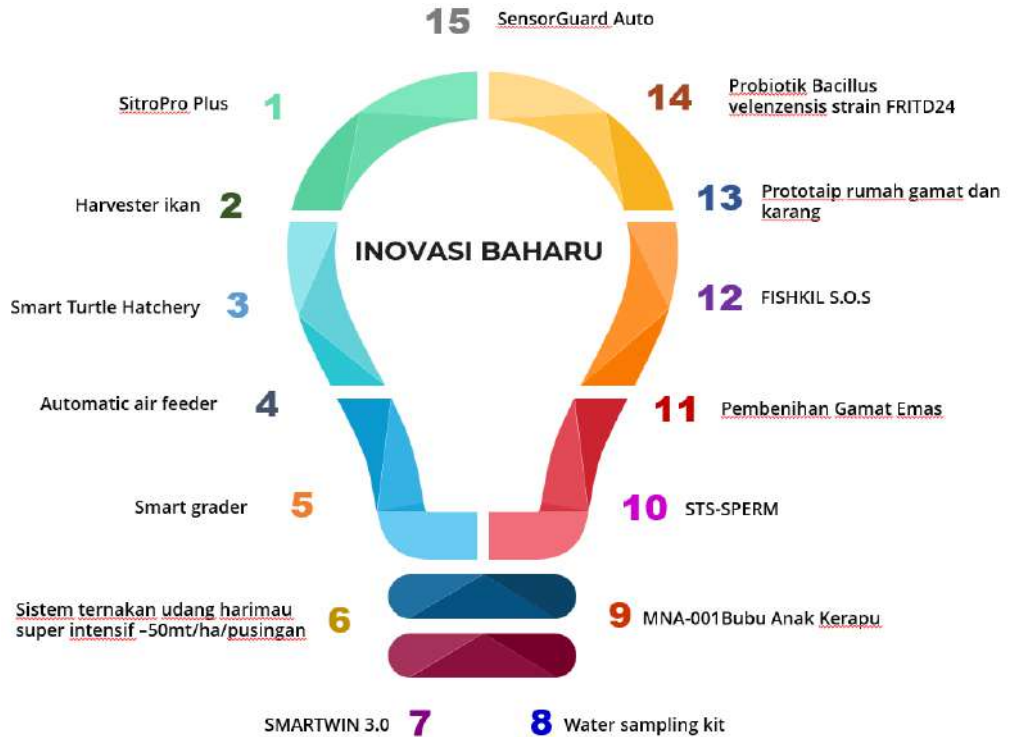 15 SensorGuard Auto
SitroPro Plus 1
14 Probiotik Bacillus
velenzensis strain FRITD24
Harvester ikan 2
13 Prototaip rumah gamat dan
karang
INOVASI BAHARU
Smart Turtle Hatchery 3
12 FISHKIL S.O.S
Automatic air feeder 4
11 Pembenihan Gamat Emas
Smart grader 5
10 STS-SPERM
Sistem ternakan udang harimau
super intensif –50mt/ha/pusingan 6
9 MNA-001Bubu Anak Kerapu
SMARTWIN 3.0 7
8 Water sampling kit